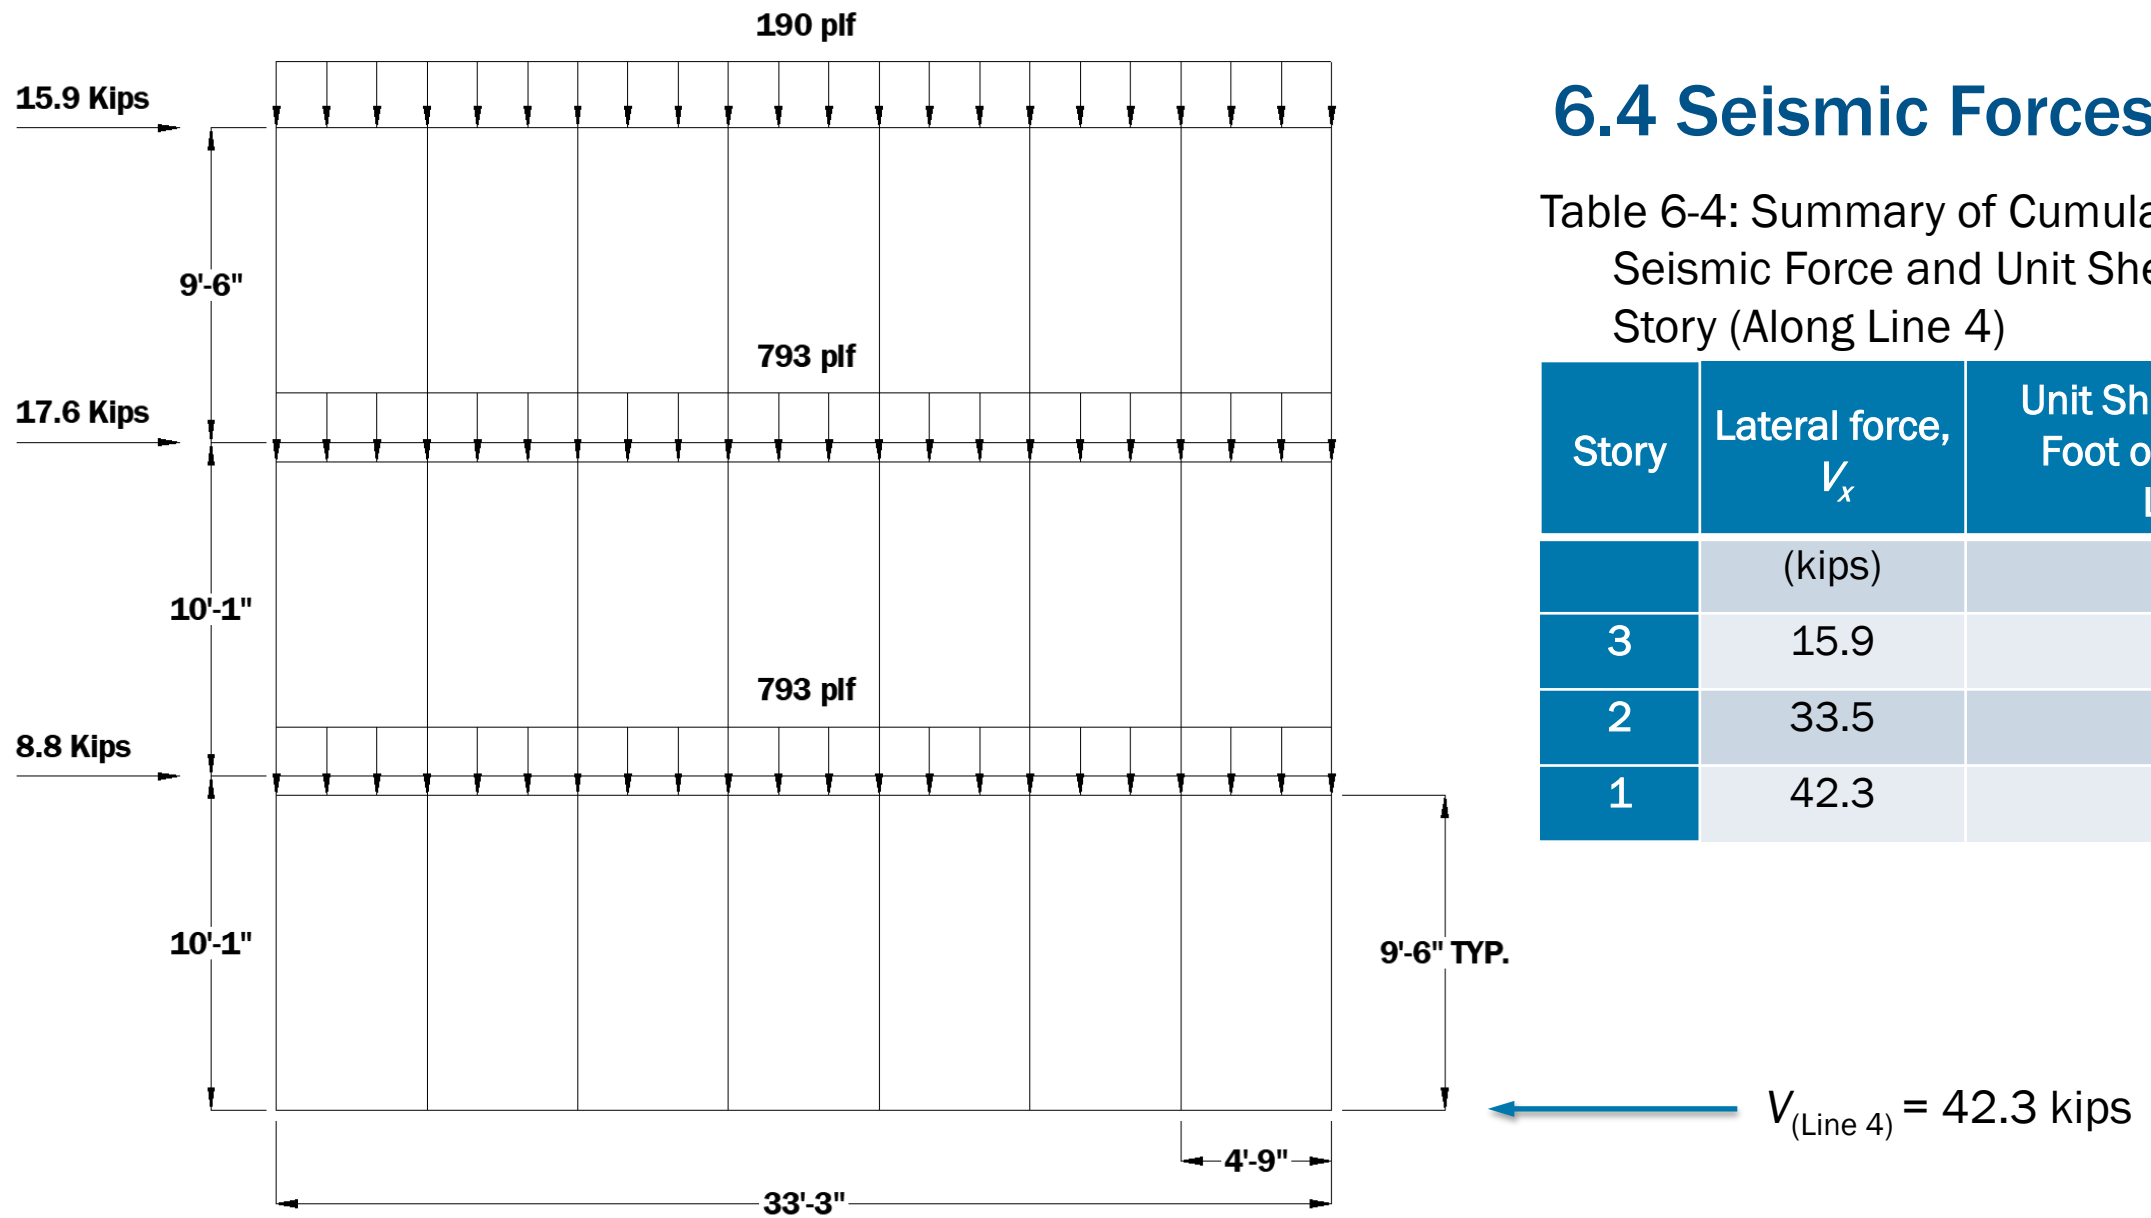 190 plf
15.9 Kips
9'-6"
793 plf
17.6 Kips
10'-1"
793 plf
8.8 Kips
10'-1"
9'-6" TYP.
4'-9"
33'-3"
6.4 Seismic Forces
Table 6-4: Summary of Cumula
Seismic Force and Unit She
Story (Along Line 4)
Story
Lateral force,
Vx
Unit Sh
Foot o
(kips)
3 15.9
2 33.5
1 42.3
V(Line 4) = 42.3 kips